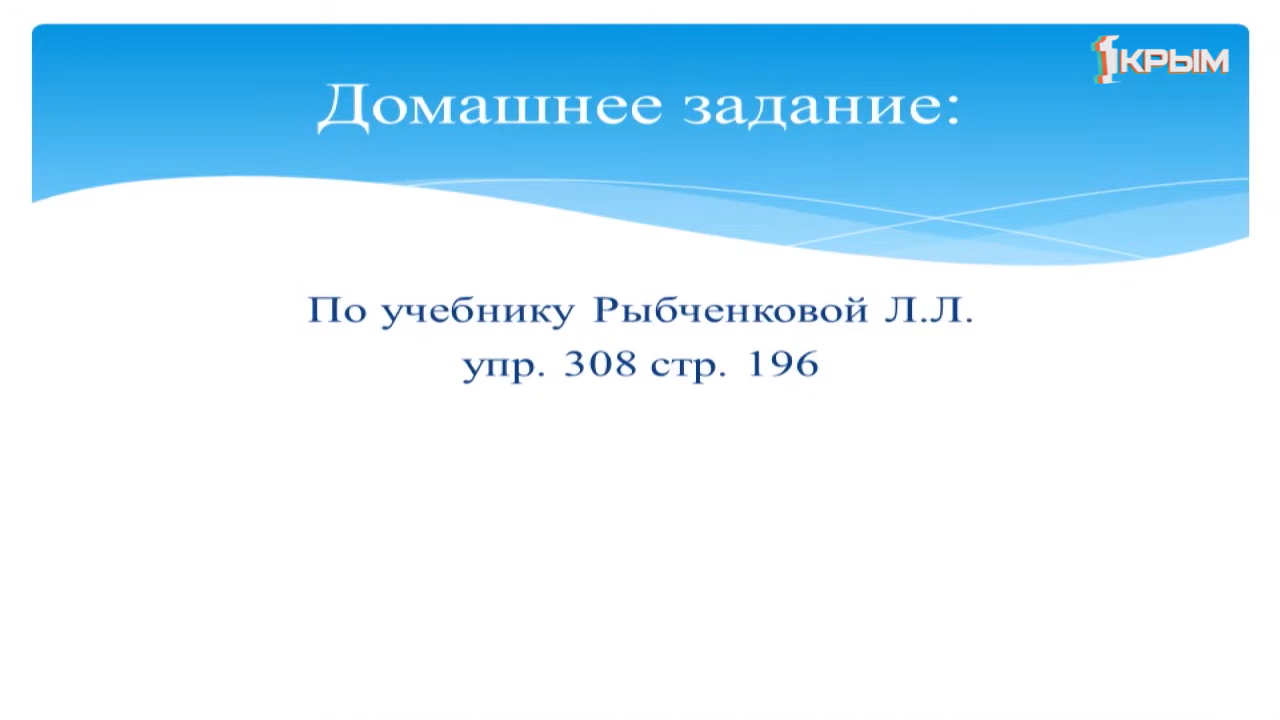 1КРЫМ
Домашнее задание:
По учебнику Рыбченковой Л.Л.
упр. 308 стр. 196